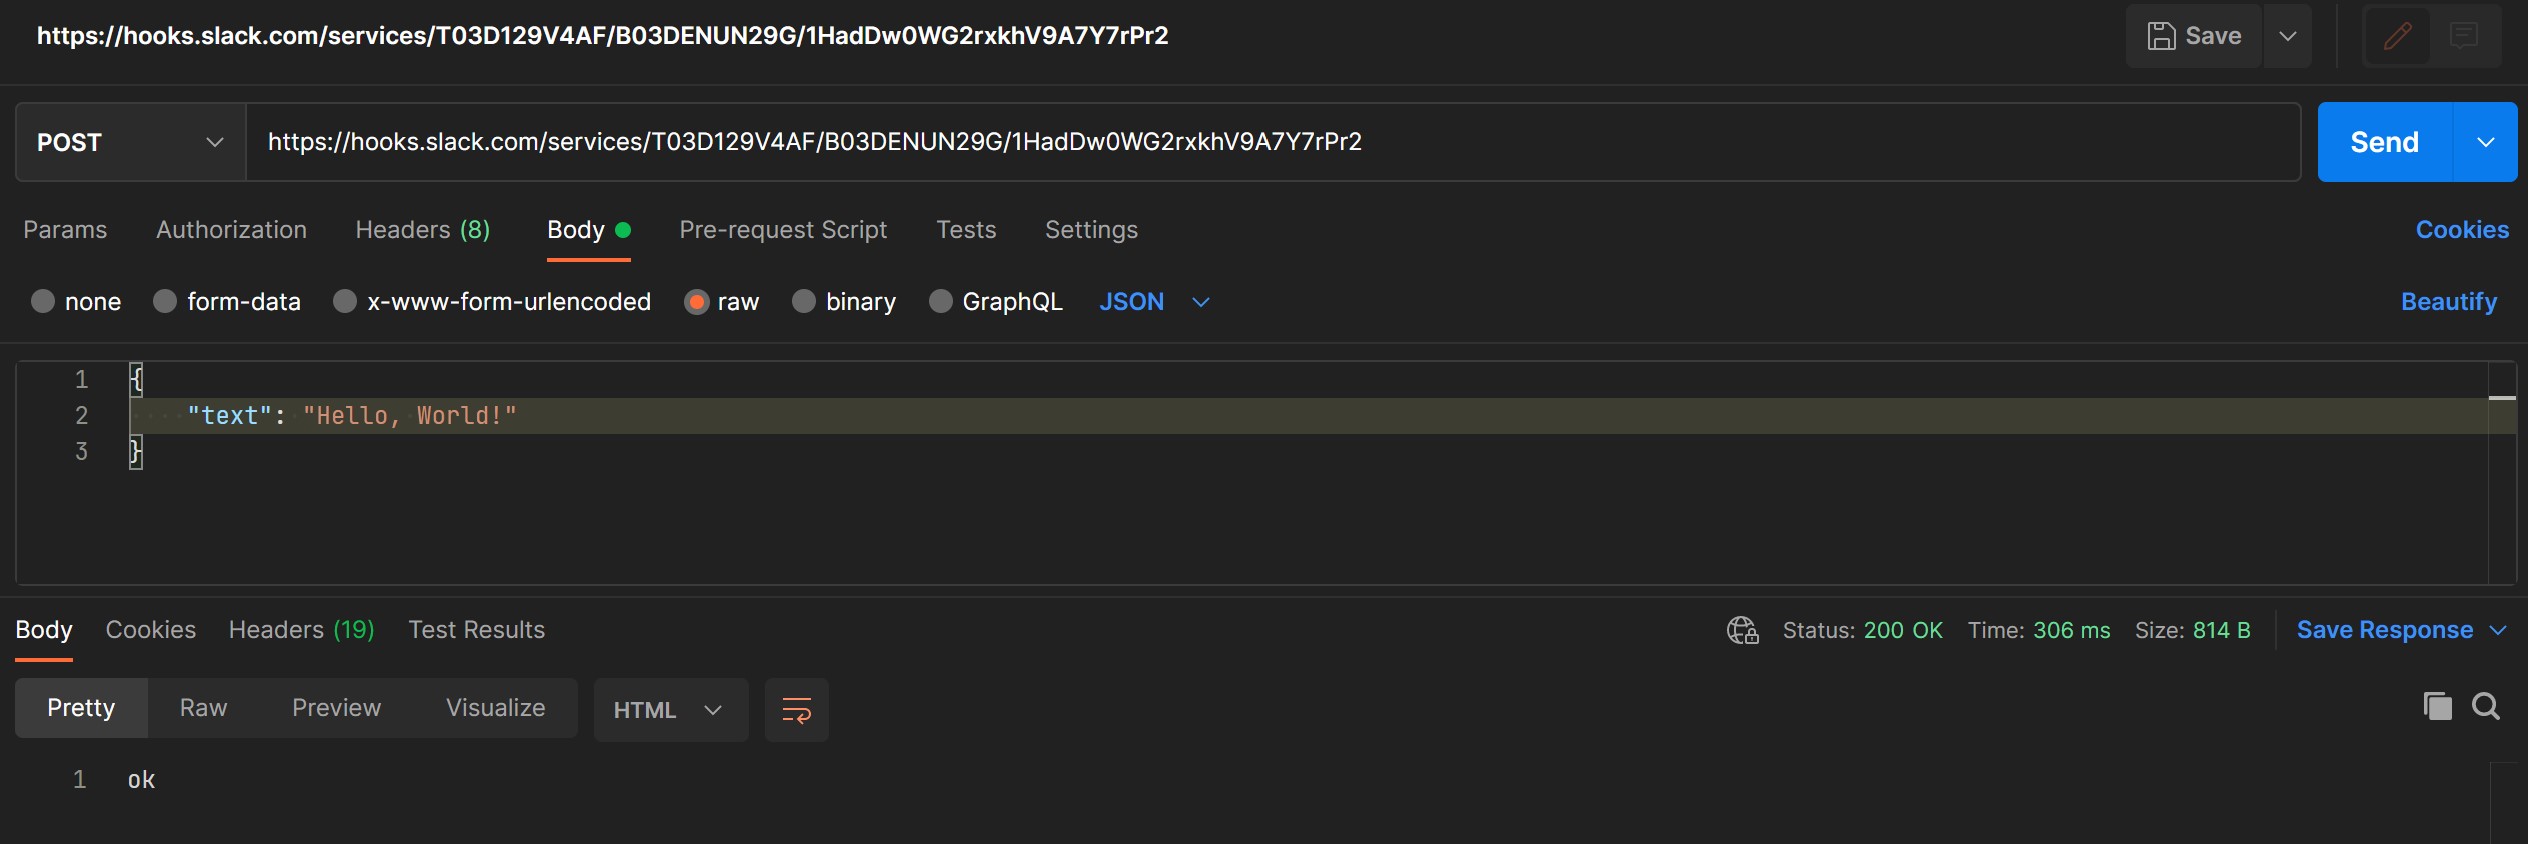 https://hooks.slack.com/services/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
Save
POST
https://hooks.slack.com/services/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
Send
Params Authorization Headers (8) Body Pre-request Script Tests Settings Cookies
none form-data x-www-form-urlencoded raw binary GraphQL JSON Beautify
1 {
2 "text": "Hello, World!"
3 }
Body Cookies Headers (19) Test Results Status: 200 OK Time: 306 ms Size: 814 B Save Response
Pretty Raw Preview Visualize HTML
1 ok